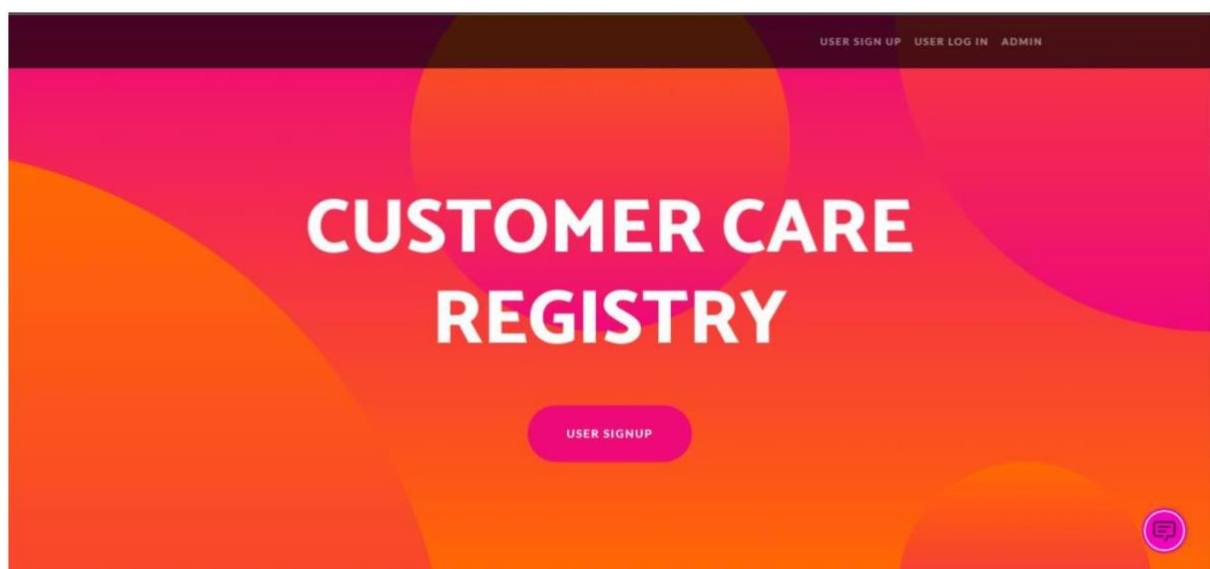 USER SIGN UP USER LOG IN ADMIN
CUSTOMER CARE
REGISTRY
USER SIGNUP